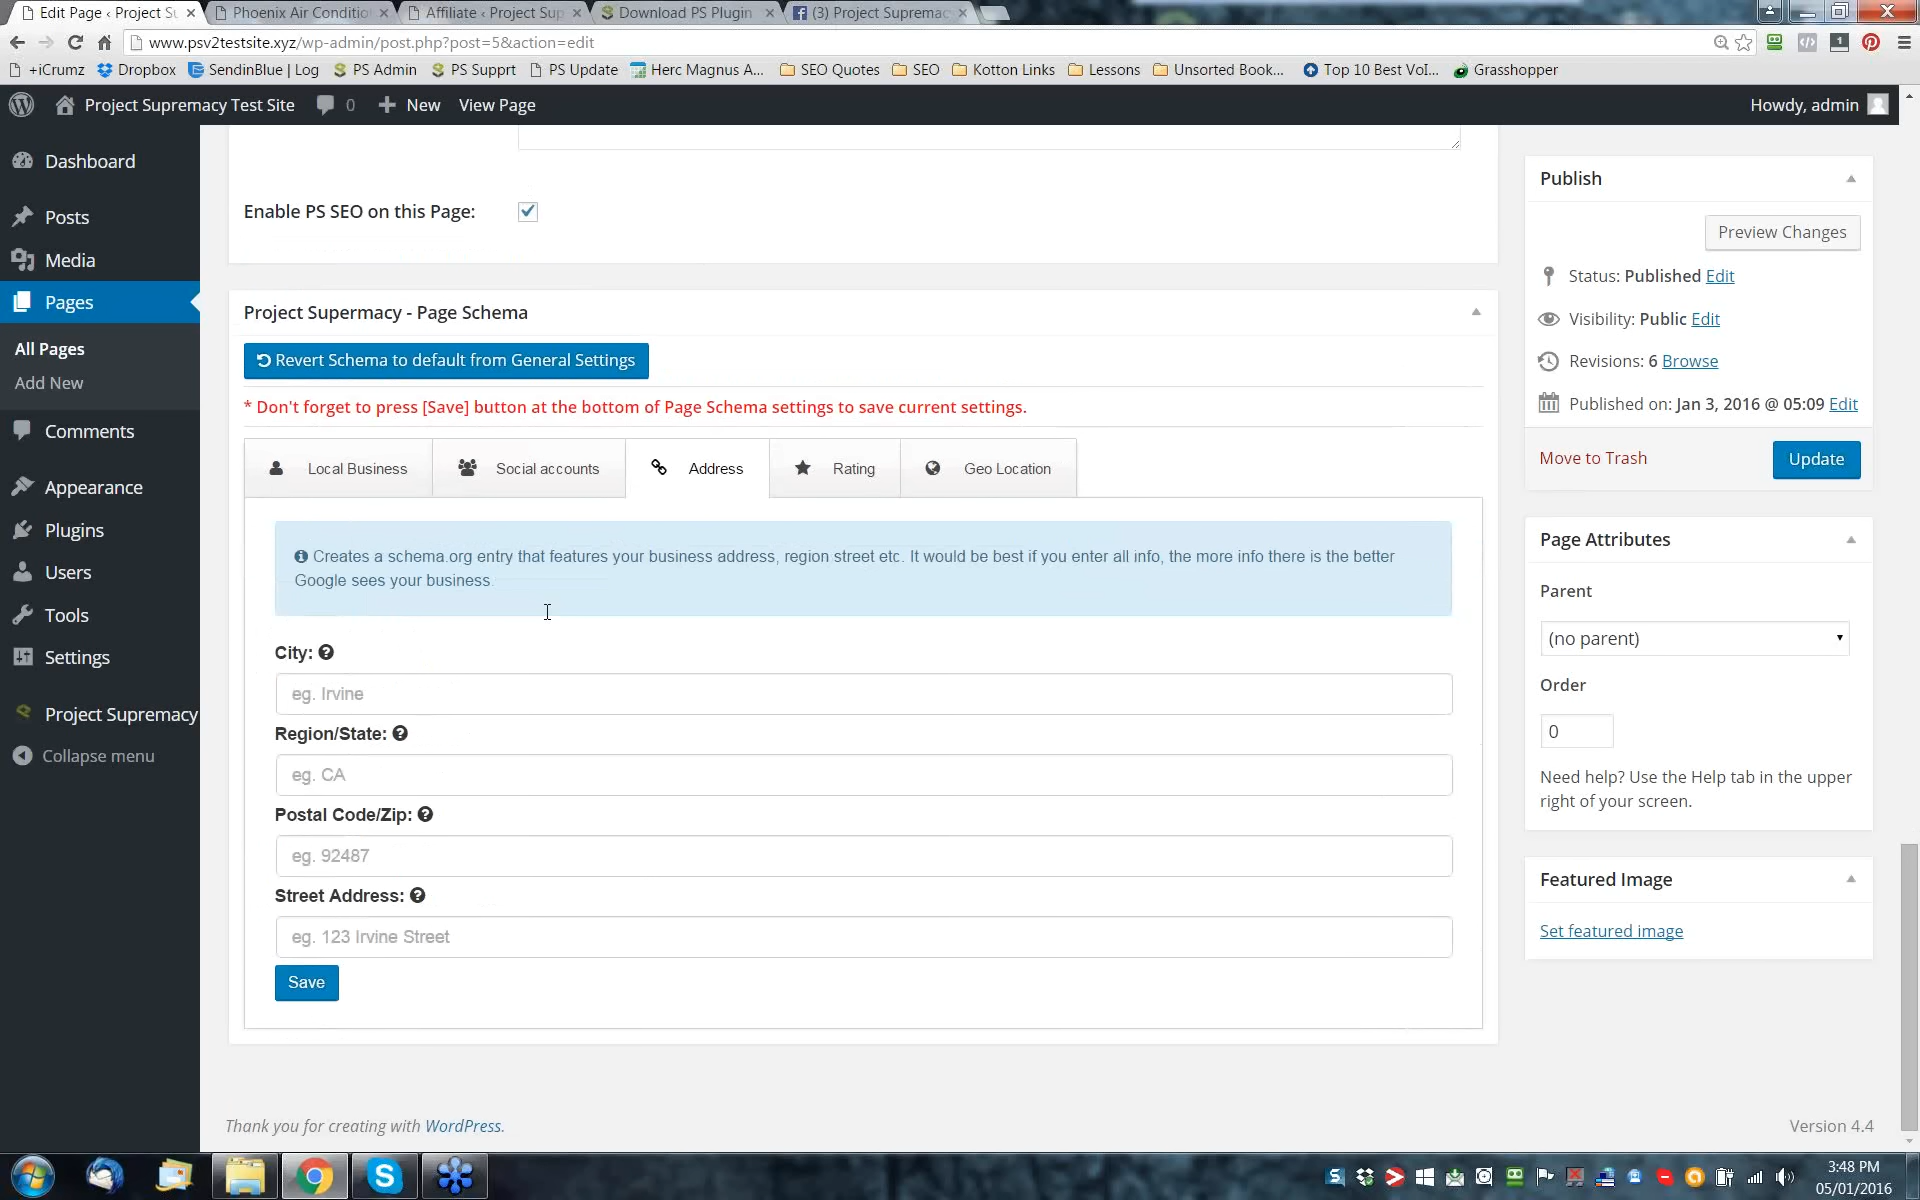 Edit Page ‹ Project Su
Phoenix Air Conditio
Affiliate ‹ Project Sup
Download PS Plugin
(3) Project Supremac
www.psv2testsite.xyz/wp-admin/post.php?post=5&action=edit
+iCrumz
Dropbox
SendinBlue | Log
PS Admin
PS Supprt
PS Update
Herc Magnus A...
SEO Quotes
SEO
Kotton Links
Lessons
Unsorted Book...
Top 10 Best VoI...
Grasshopper
Project Supremacy Test Site
0
New
View Page
Howdy, admin
Dashboard
Posts
Media
Pages
All Pages
Add New
Comments
Appearance
Plugins
Users
Tools
Settings
Project Supremacy
Collapse menu
Enable PS SEO on this Page:
Project Supermacy - Page Schema
Revert Schema to default from General Settings
* Don't forget to press [Save] button at the bottom of Page Schema settings to save current settings.
Local Business
Social accounts
Address
Rating
Geo Location
Creates a schema.org entry that features your business address, region street etc. It would be best if you enter all info, the more info there is the better
Google sees your business.
City:
eg. Irvine
Region/State:
eg. CA
Postal Code/Zip:
eg. 92487
Street Address:
eg. 123 Irvine Street
Save
Publish
Preview Changes
Status: Published Edit
Visibility: Public Edit
Revisions: 6 Browse
Published on: Jan 3, 2016 @ 05:09 Edit
Move to Trash
Update
Page Attributes
Parent
(no parent)
Order
0
Need help? Use the Help tab in the upper
right of your screen.
Featured Image
Set featured image
Thank you for creating with WordPress.
Version 4.4
3:48 PM
05/01/2016